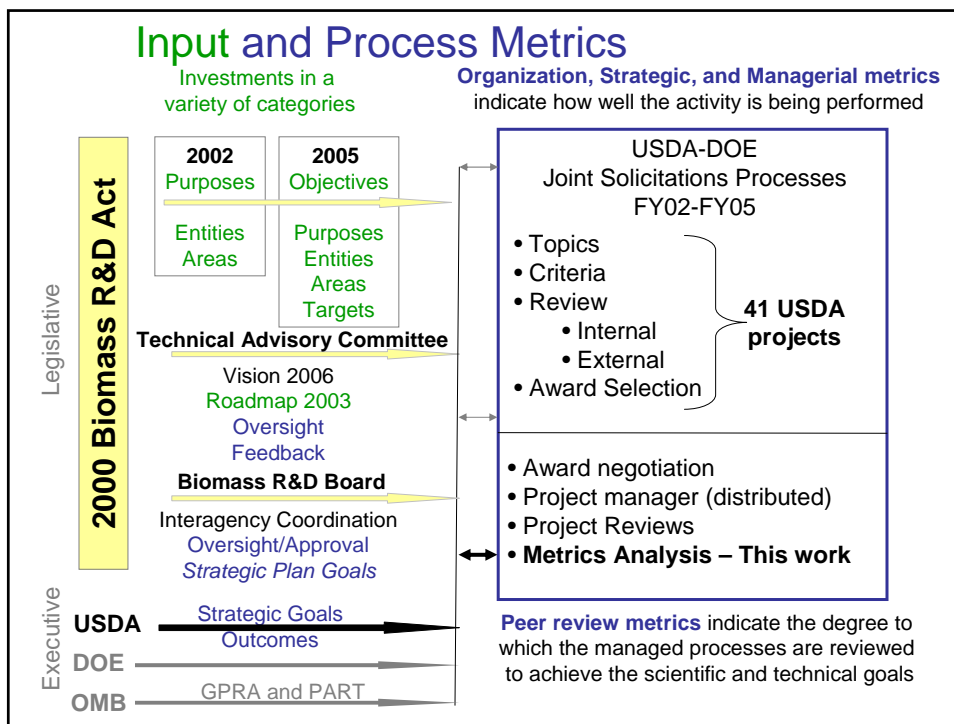 Input and Process Metrics
Investments in a
variety of categories
Organization, Strategic, and Managerial metrics
indicate how well the activity is being performed
Legislative
2000 Biomass R&D Act
2002
Purposes
Entities
Areas
2005
Objectives
Purposes
Entities
Areas
Targets
Technical Advisory Committee
Vision 2006
Roadmap 2003
Oversight
Feedback
Biomass R&D Board
Interagency Coordination
Oversight/Approval
Strategic Plan Goals
Executive
USDA
Strategic Goals
Outcomes
DOE
OMB
GPRA and PART
USDA-DOE
Joint Solicitations Processes
FY02-FY05
• Topics
• Criteria
• Review
• Internal
• External
• Award Selection
41 USDA
projects
• Award negotiation
• Project manager (distributed)
• Project Reviews
• Metrics Analysis – This work
Peer review metrics indicate the degree to
which the managed processes are reviewed
to achieve the scientific and technical goals